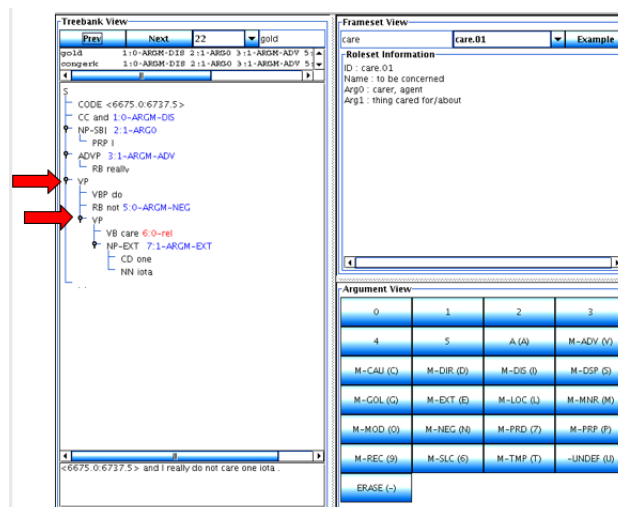 Treebank View
Prev Next 22 gold
gold 1:0-ARGM-DIS 2:1-ARG0 3:1-ARGM-ADV 5:
congerk 1:0-ARGM-DIS 2:1-ARG0 3:1-ARGM-ADV 5:
S
CODE <6675.0:6737.5>
CC and 1:0-ARGM-DIS
NP-SBJ 2:1-ARG0
PRP I
ADVP 3:1-ARGM-ADV
RB really
VP
VBP do
RB not 5:0-ARGM-NEG
VP
VB care 6:0-rel
NP-EXT 7:1-ARGM-EXT
CD one
NN iota
. .
<6675.0:6737.5> and I really do not care one iota .
Frameset View
care care.01 Example
Roleset Information
ID : care.01
Name : to be concerned
Arg0 : carer, agent
Arg1 : thing cared for/about
Argument View
0 1 2 3
4 5 A (A) M-ADV (V)
M-CAU (C) M-DIR (D) M-DIS (I) M-DSP (S)
M-GOL (G) M-EXT (E) M-LOC (L) M-MNR (M)
M-MOD (O) M-NEG (N) M-PRD (7) M-PRP (P)
M-REC (9) M-SLC (6) M-TMP (T) -UNDEF (U)
ERASE (-)